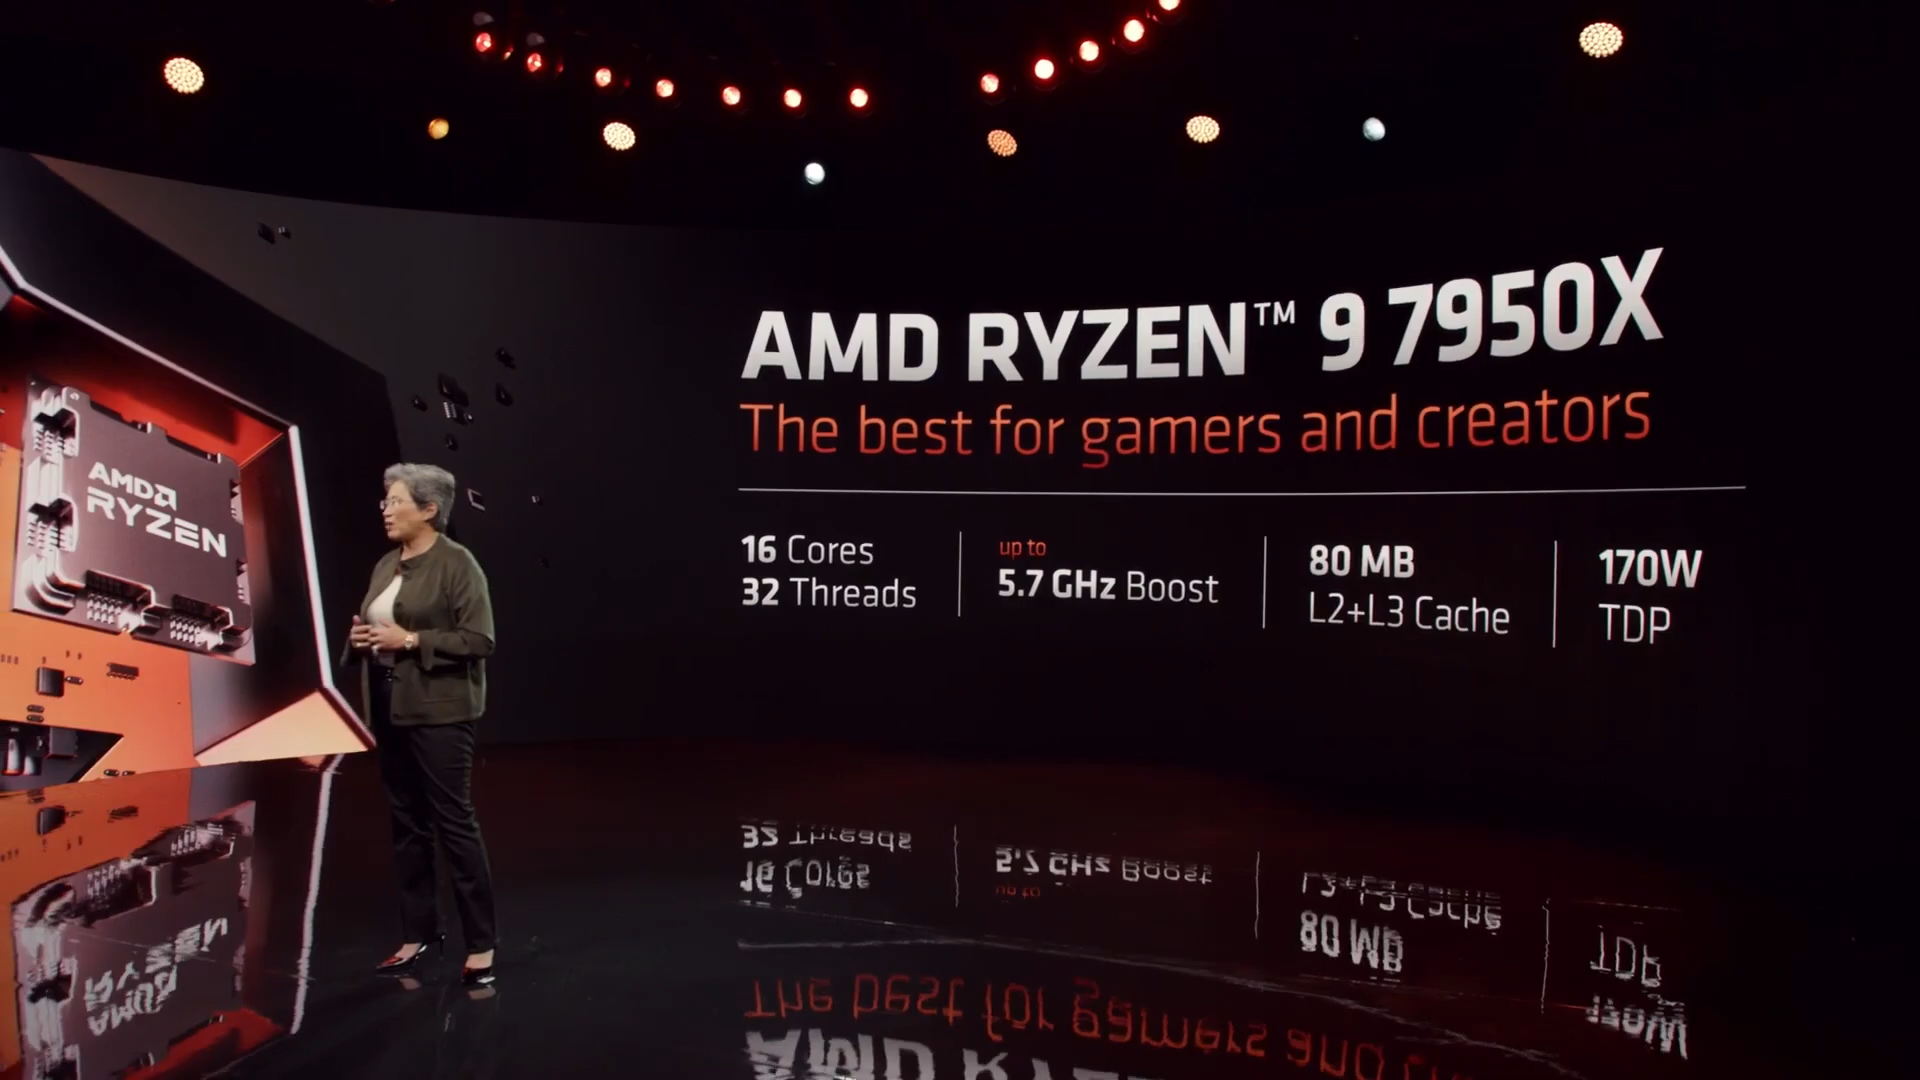 AMD RYZEN™ 9 7950X
The best for gamers and creators
16 Cores
32 Threads
up to
5.7 GHz Boost
80 MB
L2+L3 Cache
170W
TDP
AMD
RYZEN